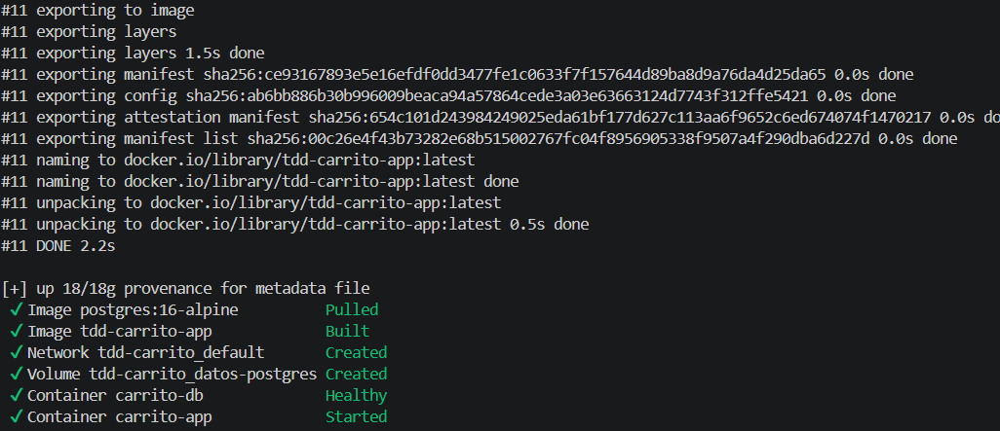 #11 exporting to image
#11 exporting layers
#11 exporting layers 1.5s done
#11 exporting manifest sha256:ce93167893e5e16efdf0dd3477fe1c0633f7f157644d89ba8d9a76da4d25da65 0.0s done
#11 exporting config sha256:ab6bb886b30b996009beaca94a57864cede3a03e63663124d7743f312ffe5421 0.0s done
#11 exporting attestation manifest sha256:654c101d243984249025eda61bf177d627c113aa6f9652c6ed674074f1470217 0.0s do
#11 exporting manifest list sha256:00c26e4f43b73282e68b515002767fc04f8956905338f9507a4f290dba6d227d 0.0s done
#11 naming to docker.io/library/tdd-carrito-app:latest
#11 naming to docker.io/library/tdd-carrito-app:latest done
#11 unpacking to docker.io/library/tdd-carrito-app:latest
#11 unpacking to docker.io/library/tdd-carrito-app:latest 0.5s done
#11 DONE 2.2s
[+] up 18/18g provenance for metadata file
✔ Image postgres:16-alpine Pulled
✔ Image tdd-carrito-app Built
✔ Network tdd-carrito_default Created
✔ Volume tdd-carrito_datos-postgres Created
✔ Container carrito-db Healthy
✔ Container carrito-app Started